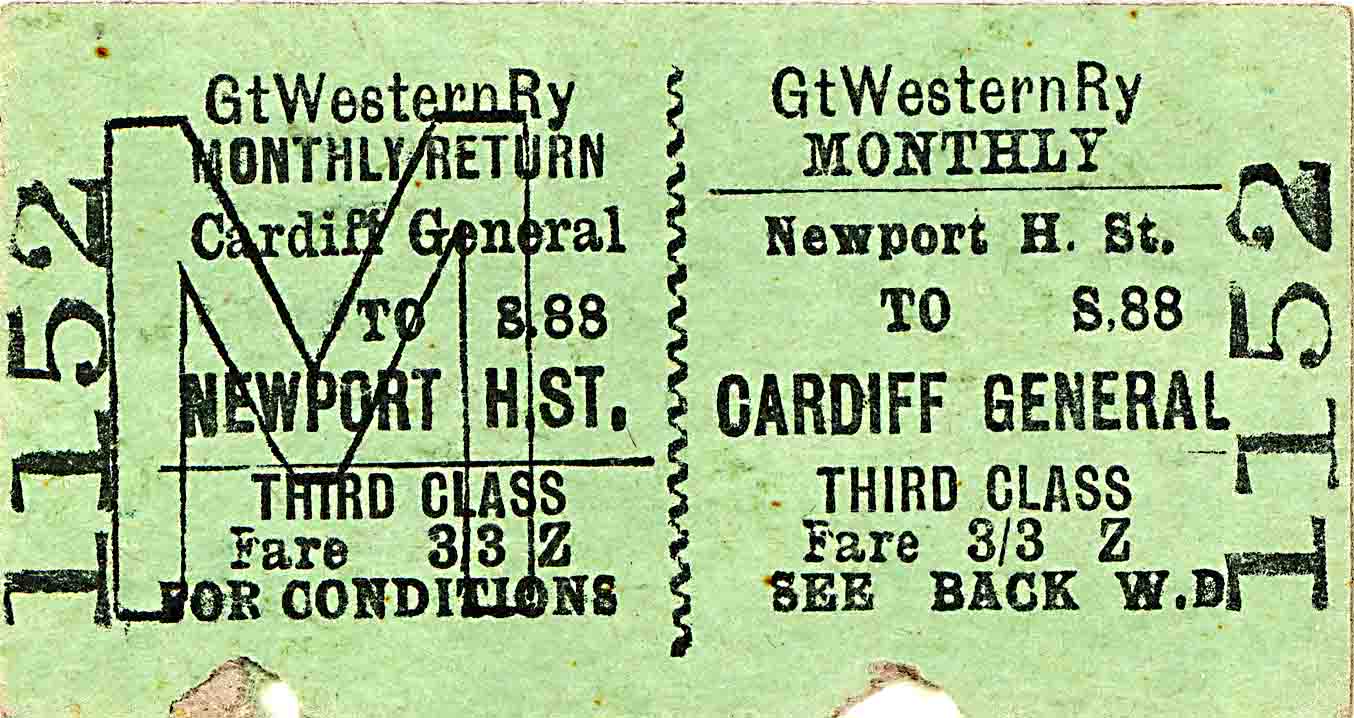 1152
M
GtWesternRy
MONTHLY RETURN
Cardiff General
TO S.88
NEWPORT H.ST.
THIRD CLASS
Fare 3/3 Z
FOR CONDITIONS
GtWesternRy
MONTHLY
Newport H. St.
TO S.88
CARDIFF GENERAL
THIRD CLASS
Fare 3/3 Z
SEE BACK W.D
1152